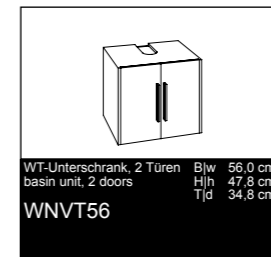 WT-Unterschrank, 2 Türen B|w 56,0 cm
basin unit, 2 doors H|h 47,8 cm
T|d 34,8 cm
WNVT56